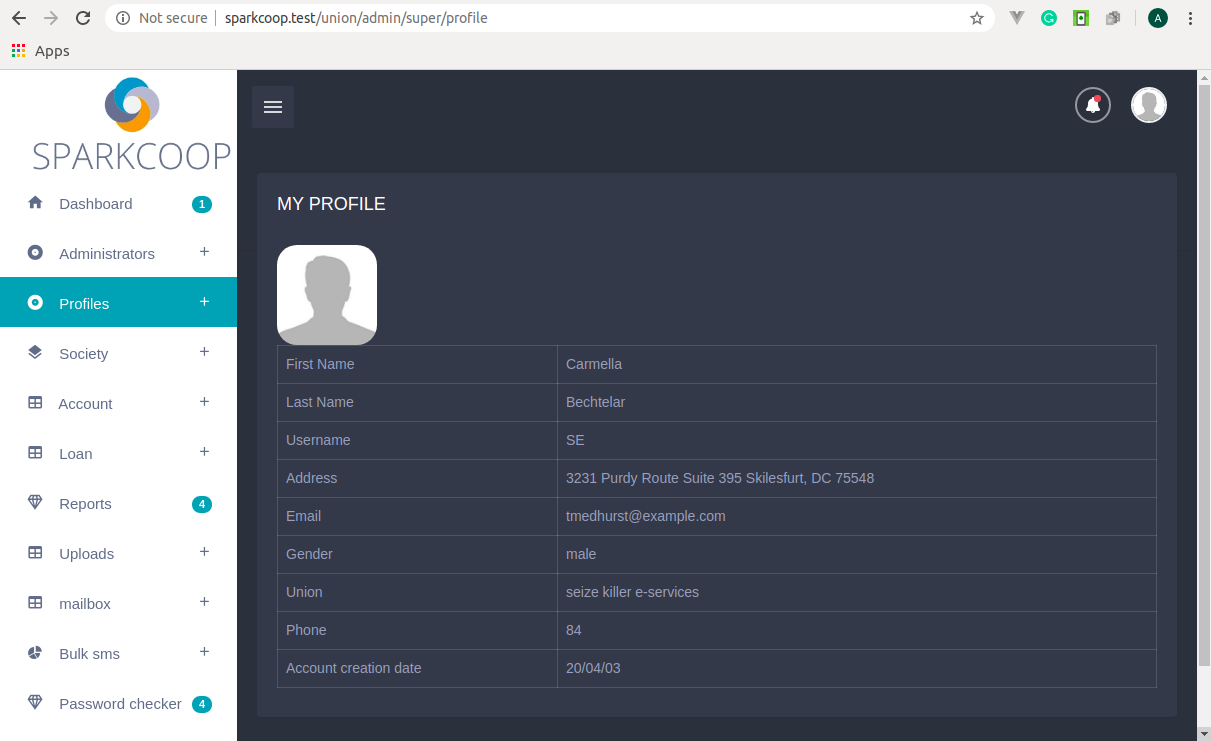 Not secure | sparkcoop.test/union/admin/super/profile
A
Apps
SPARKCOOP
Dashboard 1
Administrators +
Profiles +
Society +
Account +
Loan +
Reports 4
Uploads +
mailbox +
Bulk sms +
Password checker 4
MY PROFILE
First Name Carmella
Last Name Bechtelar
Username SE
Address 3231 Purdy Route Suite 395 Skilesfurt, DC 75548
Email tmedhurst@example.com
Gender male
Union seize killer e-services
Phone 84
Account creation date 20/04/03